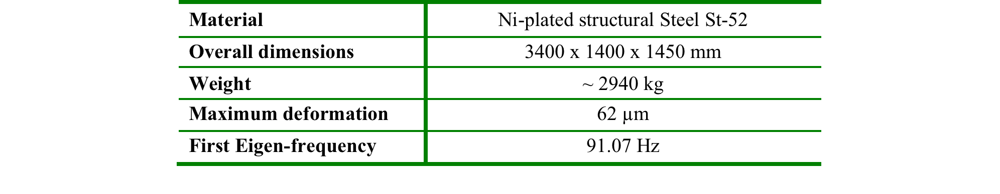 Material Ni-plated structural Steel St-52
Overall dimensions 3400 x 1400 x 1450 mm
Weight ~ 2940 kg
Maximum deformation 62 µm
First Eigen-frequency 91.07 Hz